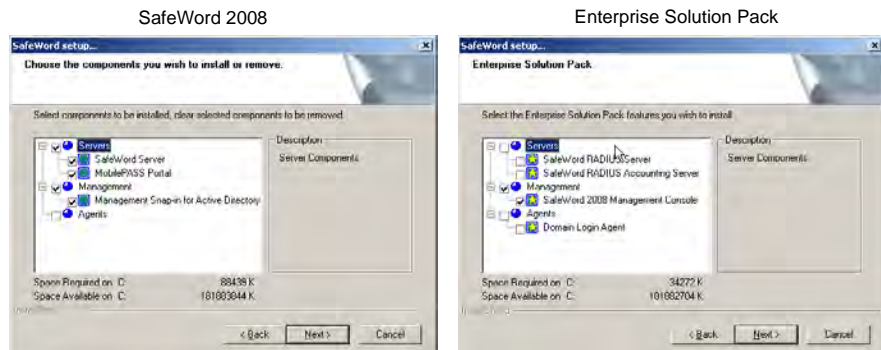 SafeWord 2008
SafeWord setup...
Choose the components you wish to install or remove.
Select components to be installed, clear selected components to be removed.
Servers
SafeWord Server
MobilePASS Portal
Management
Management Snap-in for Active Directory
Agents
Description
Server Components
Space Required on C:
88439 K
Space Available on C:
101883044 K
< Back
Next >
Cancel
Enterprise Solution Pack
SafeWord setup...
Enterprise Solution Pack
Select the Enterprise Solution Pack features you wish to install
Servers
SafeWord RADIUS Server
SafeWord RADIUS Accounting Server
Management
SafeWord 2008 Management Console
Agents
Domain Login Agent
Description
Server Components
Space Required on C:
34272 K
Space Available on C:
101882704 K
< Back
Next >
Cancel